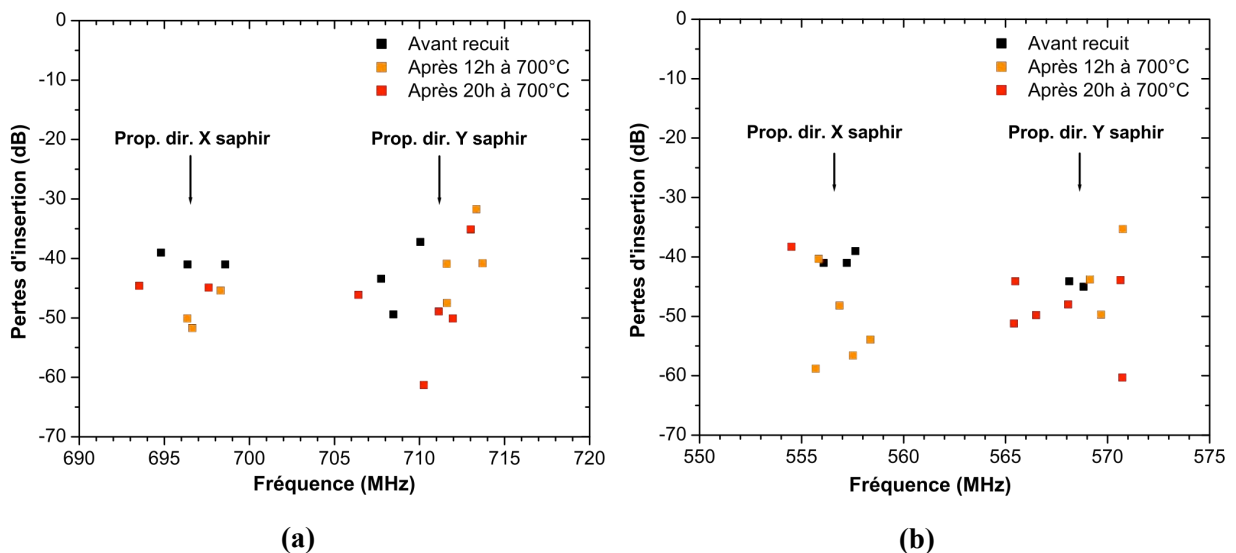 0
-10
-20
-30
-40
-50
-60
-70
Pertes d'insertion (dB)
Avant recuit
Après 12h à 700°C
Après 20h à 700°C
Prop. dir. X saphir
Prop. dir. Y saphir
690 695 700 705 710 715 720
Fréquence (MHz)
(a)
0
-10
-20
-30
-40
-50
-60
-70
Pertes d'insertion (dB)
Avant recuit
Après 12h à 700°C
Après 20h à 700°C
Prop. dir. X saphir
Prop. dir. Y saphir
550 555 560 565 570 575
Fréquence (MHz)
(b)